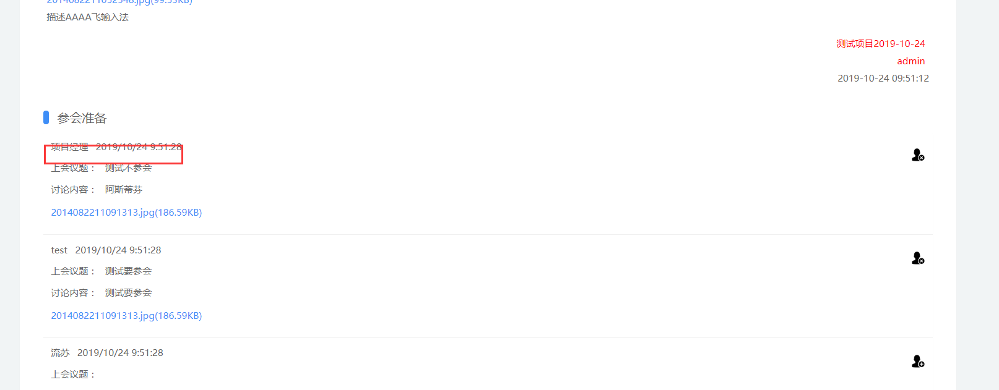 2014082211052548.jpg(99.53KB)
描述AAAA飞输入法
测试项目2019-10-24
admin
2019-10-24 09:51:12
参会准备
项目经理 2019/10/24 9:51:28
上会议题： 测试不参会
讨论内容： 阿斯蒂芬
2014082211091313.jpg(186.59KB)
test 2019/10/24 9:51:28
上会议题： 测试要参会
讨论内容： 测试要参会
2014082211091313.jpg(186.59KB)
流苏 2019/10/24 9:51:28
上会议题：